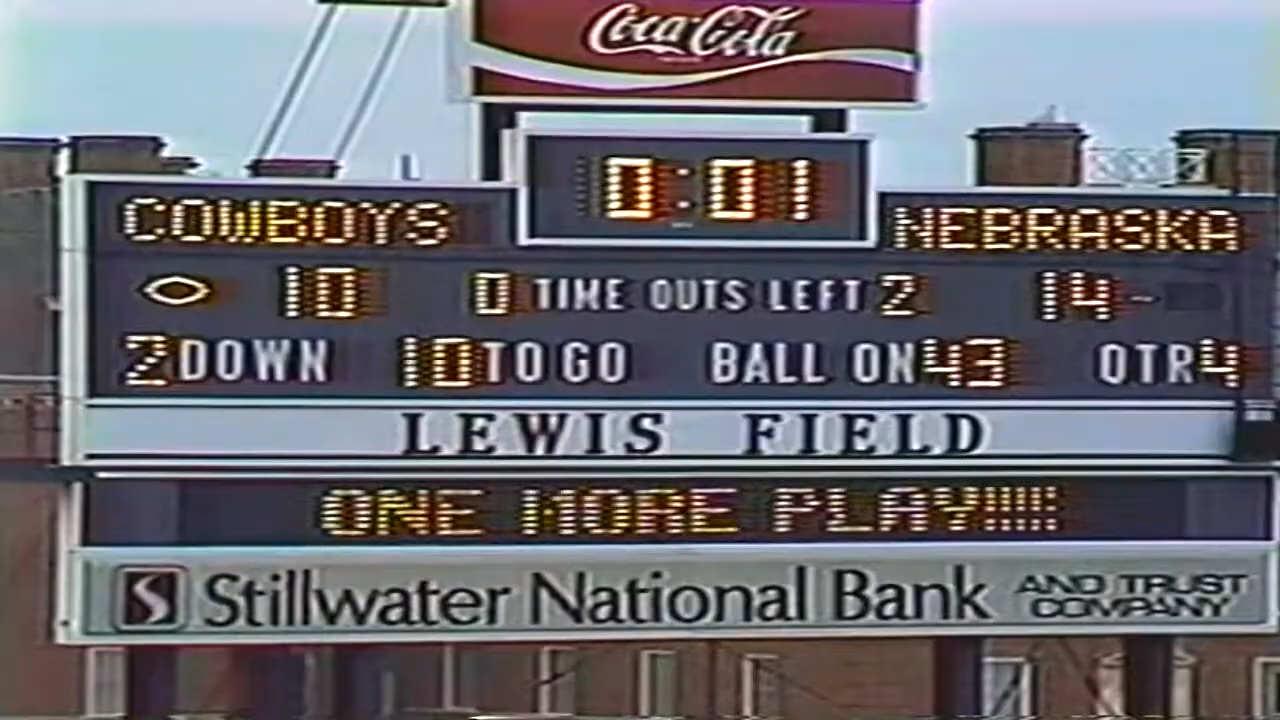 Coca-Cola
0:01
COWBOYS NEBRASKA
10 0 TIME OUTS LEFT 2 14
2 DOWN 10 TO GO BALL ON 43 QTR 4
LEWIS FIELD
ONE MORE PLAY!!!!!
Stillwater National Bank AND TRUST COMPANY